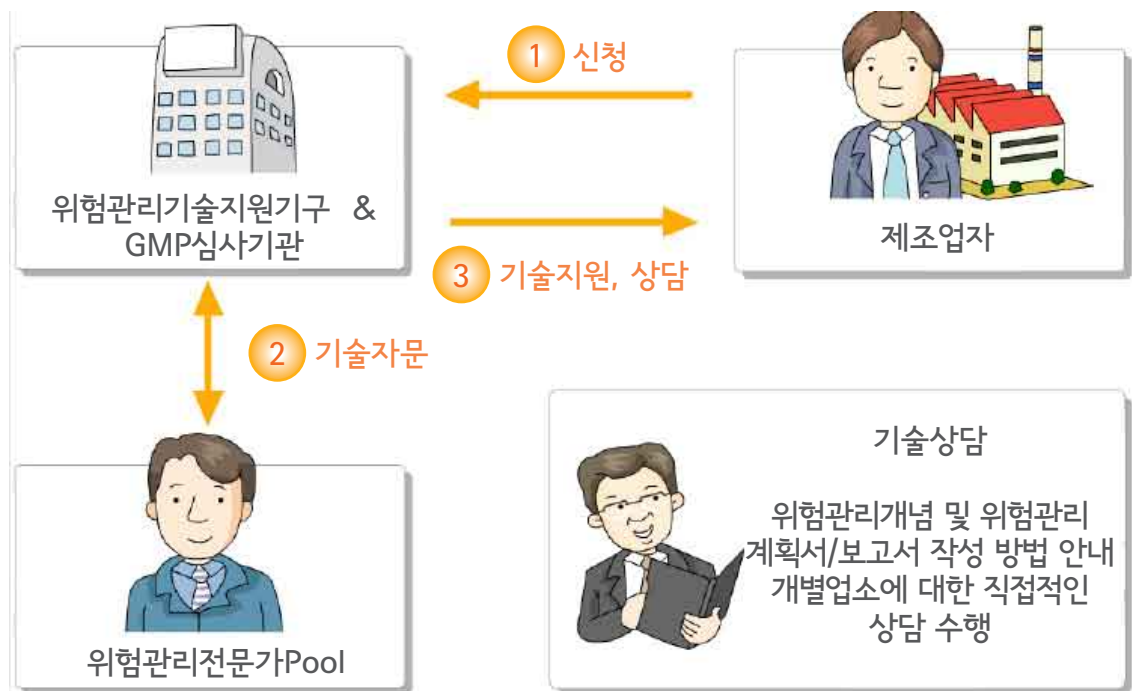 1 신청
위험관리기술지원기구 &
GMP심사기관
제조업자
3 기술지원, 상담
2 기술자문
위험관리전문가Pool
기술상담
위험관리개념 및 위험관리
계획서/보고서 작성 방법 안내
개별업소에 대한 직접적인
상담 수행